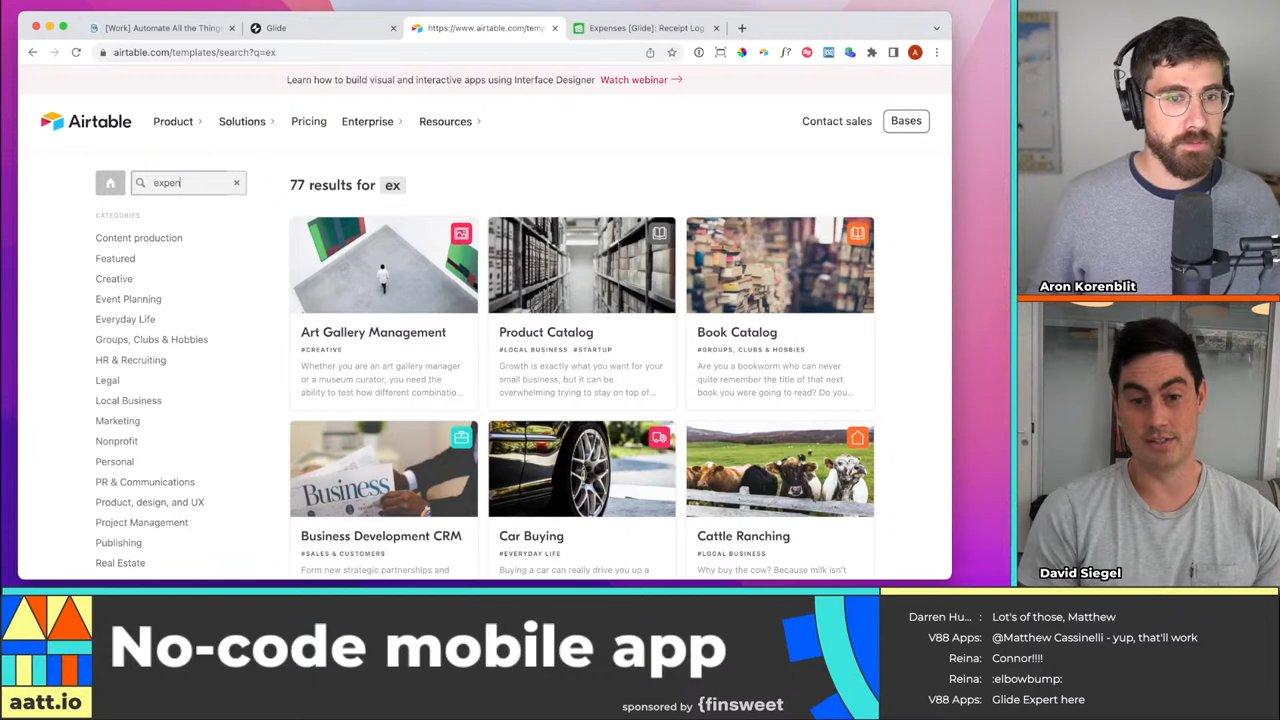 [Work] Automate All the Thing
Glide
https://www.airtable.com/temp
Expenses [Glide]: Receipt Log
airtable.com/templates/search?q=ex
A
Learn how to build visual and interactive apps using Interface Designer Watch webinar →
Airtable
Product
Solutions
Pricing
Enterprise
Resources
Contact sales
Bases
expen
77 results for ex
CATEGORIES
Content production
Featured
Creative
Event Planning
Everyday Life
Groups, Clubs & Hobbies
HR & Recruiting
Legal
Local Business
Marketing
Nonprofit
Personal
PR & Communications
Product, design, and UX
Project Management
Publishing
Real Estate
Art Gallery Management
#CREATIVE
Whether you are an art gallery manager
or a museum curator, you need the
ability to test how different combinatio...
Product Catalog
#LOCAL BUSINESS #STARTUP
Growth is exactly what you want for your
small business, but it can be
overwhelming trying to stay on top of...
Book Catalog
#GROUPS, CLUBS & HOBBIES
Are you a bookworm who can never
quite remember the title of that next
book you were going to read? Do you...
Business
Business Development CRM
#SALES & CUSTOMERS
Form new strategic partnerships and
Car Buying
#EVERYDAY LIFE
Buying a car can really drive you up a
Cattle Ranching
#LOCAL BUSINESS
Why buy the cow? Because milk isn't
Aron Korenblit
David Siegel
aatt.io
No-code mobile app
sponsored by {finsweet
Darren Hu... : Lot's of those, Matthew
V88 Apps: @Matthew Cassinelli - yup, that'll work
Reina: Connor!!!!
Reina: :elbowbump:
V88 Apps: Glide Expert here